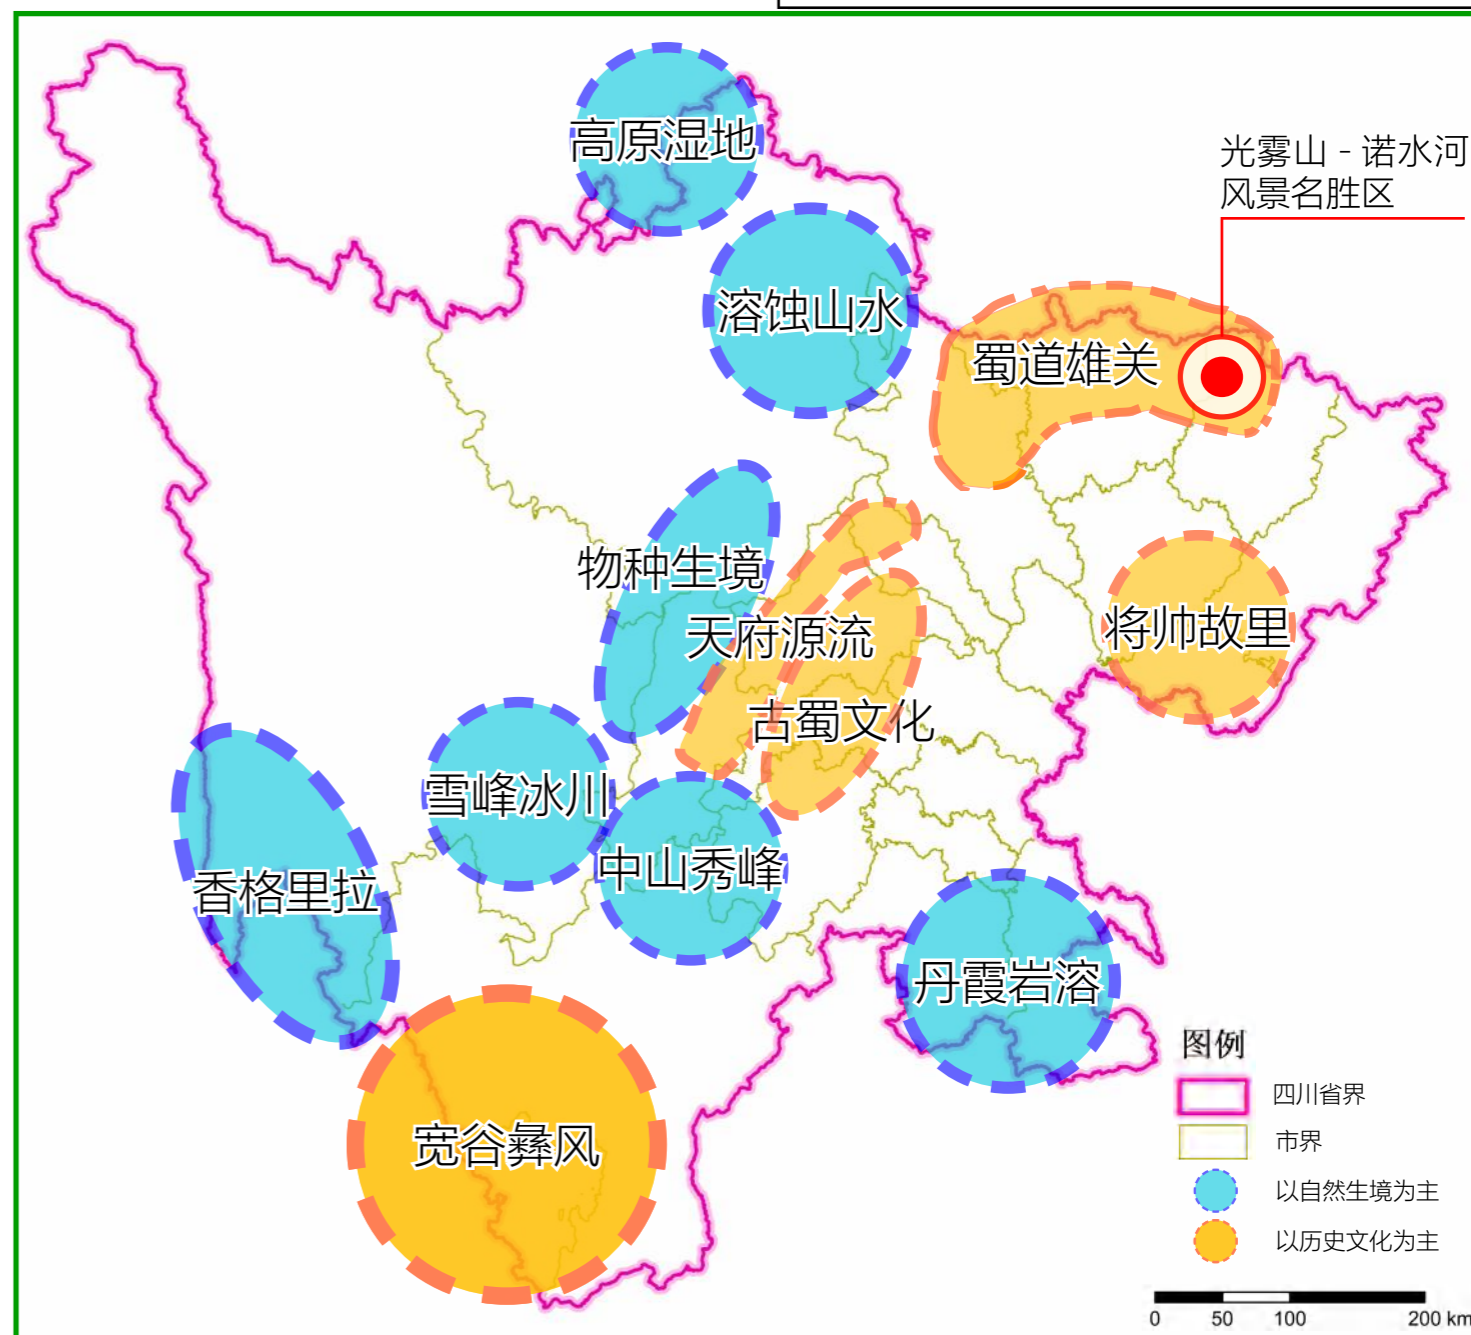 高原湿地
光雾山 - 诺水河
风景名胜区
溶蚀山水
蜀道雄关
物种生境
天府源流
将帅故里
古蜀文化
雪峰冰川
中山秀峰
香格里拉
丹霞岩溶
宽谷彝风
图例
四川省界
市界
以自然生境为主
以历史文化为主
0 50 100 200 km